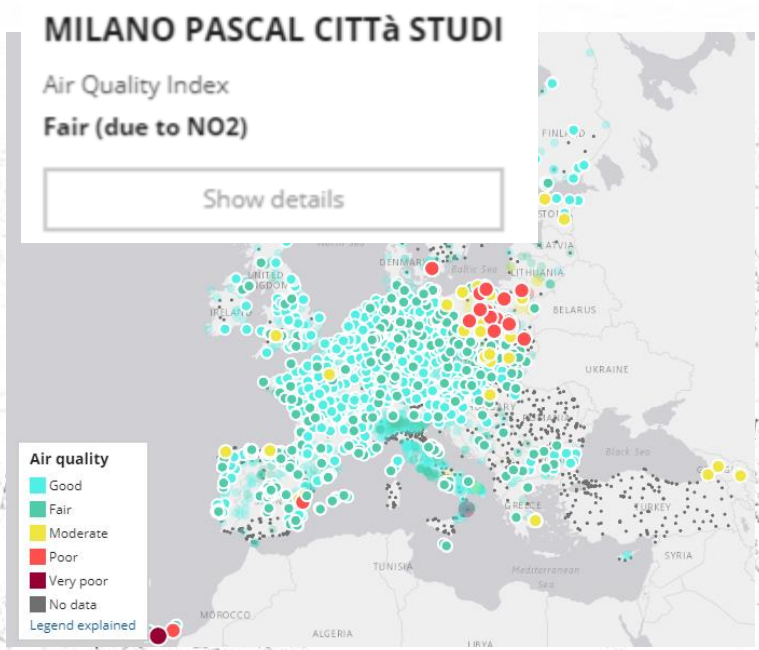 MILANO PASCAL CITTà STUDI
Air Quality Index
Fair (due to NO2)
Show details
FINLAND
LATVIA
DENMARK
Baltic Sea
LITHUANIA
UNITED
KINGDOM
IRELAND
BELARUS
UKRAINE
Black Sea
GREECE
TURKEY
SYRIA
TUNISIA
Mediterranean
Sea
MOROCCO
ALGERIA
LIBYA
Air quality
Good
Fair
Moderate
Poor
Very poor
No data
Legend explained